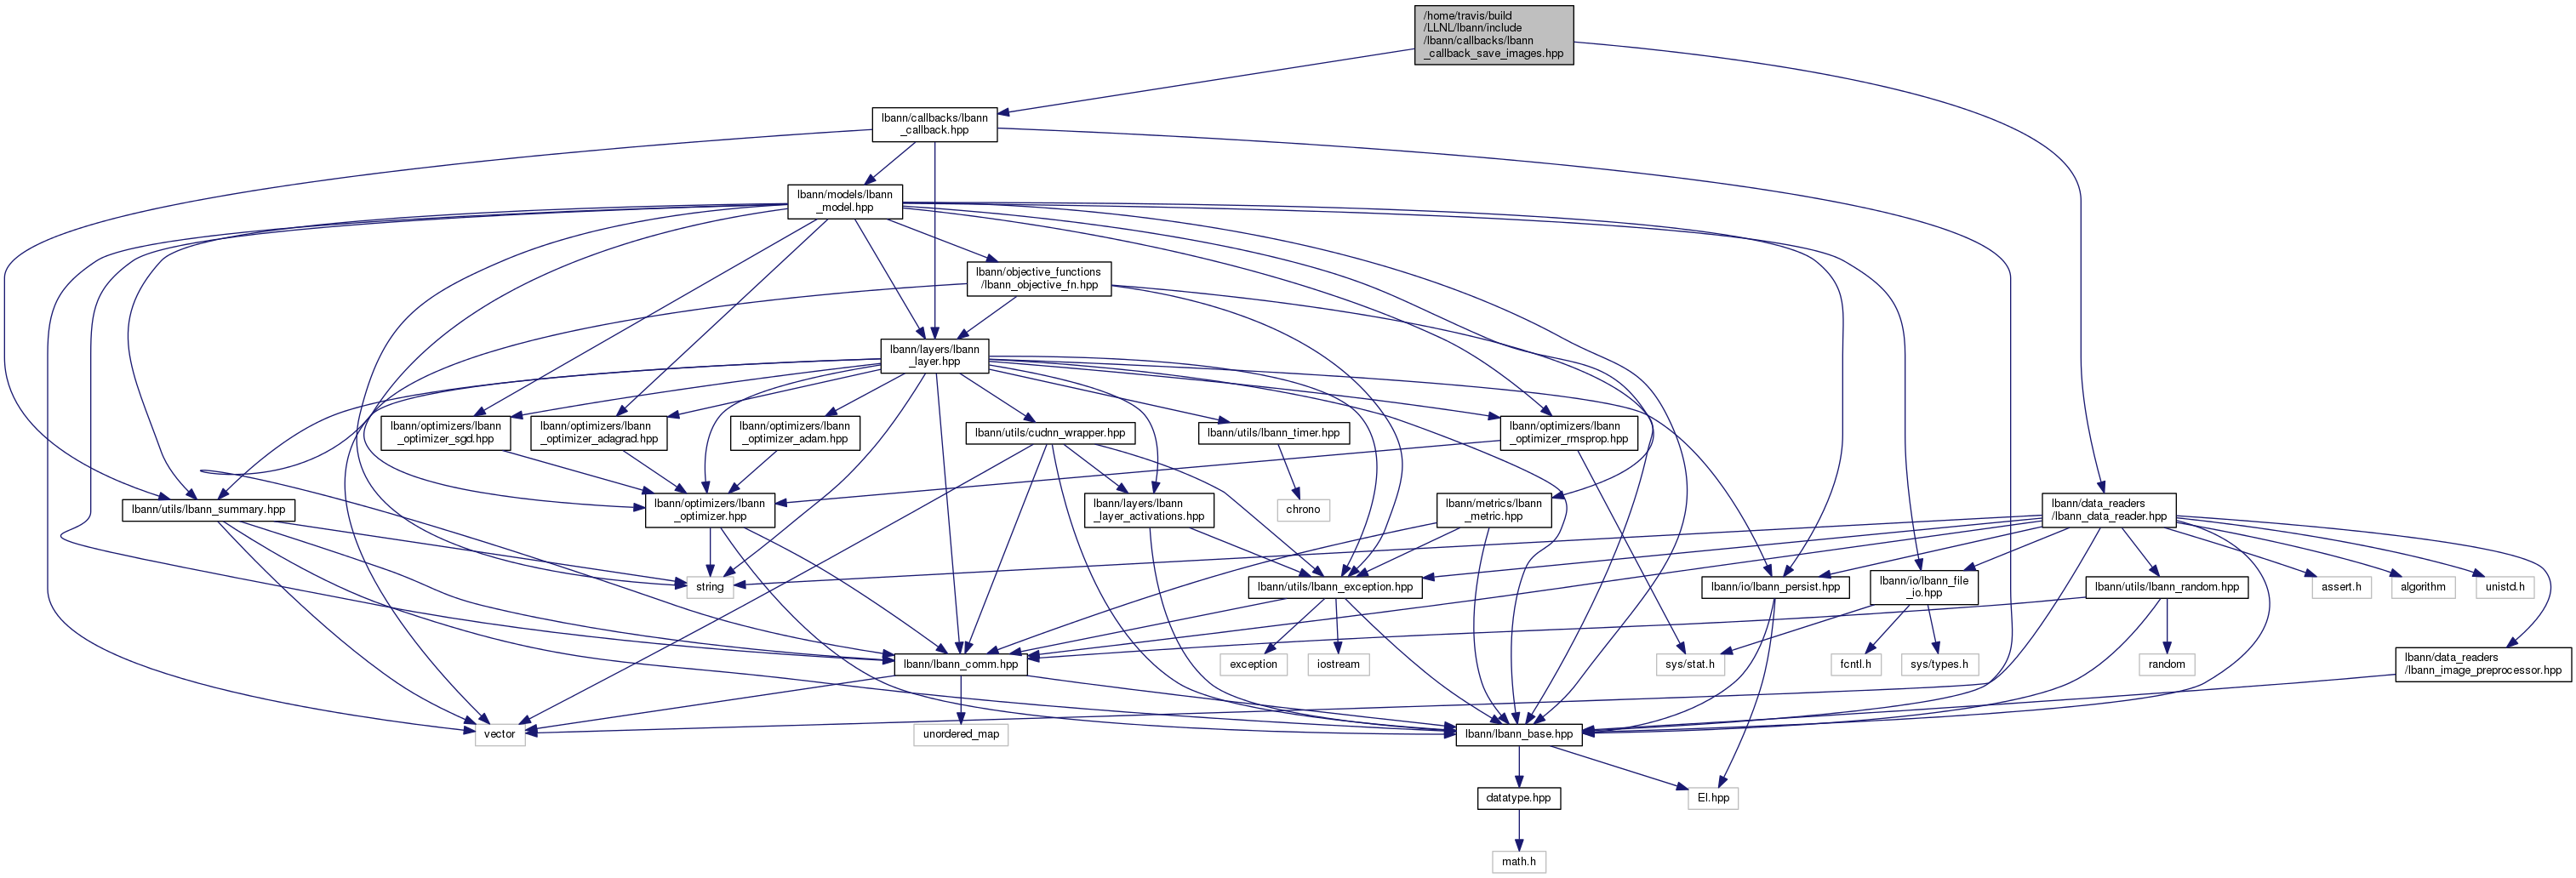 /home/travis/build
/LLNL/lbann/include
/lbann/callbacks/lbann
_callback_save_images.hpp
lbann/callbacks/lbann
_callback.hpp
lbann/models/lbann
_model.hpp
lbann/objective_functions
/lbann_objective_fn.hpp
lbann/layers/lbann
_layer.hpp
lbann/optimizers/lbann
_optimizer_sgd.hpp
lbann/optimizers/lbann
_optimizer_adagrad.hpp
lbann/optimizers/lbann
_optimizer_adam.hpp
lbann/utils/cudnn_wrapper.hpp
lbann/utils/lbann_timer.hpp
lbann/optimizers/lbann
_optimizer_rmsprop.hpp
lbann/utils/lbann_summary.hpp
lbann/optimizers/lbann
_optimizer.hpp
lbann/layers/lbann
_layer_activations.hpp
chrono
lbann/metrics/lbann
_metric.hpp
lbann/data_readers
/lbann_data_reader.hpp
string
lbann/utils/lbann_exception.hpp
lbann/io/lbann_persist.hpp
lbann/io/lbann_file
_io.hpp
lbann/utils/lbann_random.hpp
assert.h
algorithm
unistd.h
lbann/lbann_comm.hpp
exception
iostream
sys/stat.h
fcntl.h
sys/types.h
random
lbann/data_readers
/lbann_image_preprocessor.hpp
vector
unordered_map
lbann/lbann_base.hpp
datatype.hpp
El.hpp
math.h